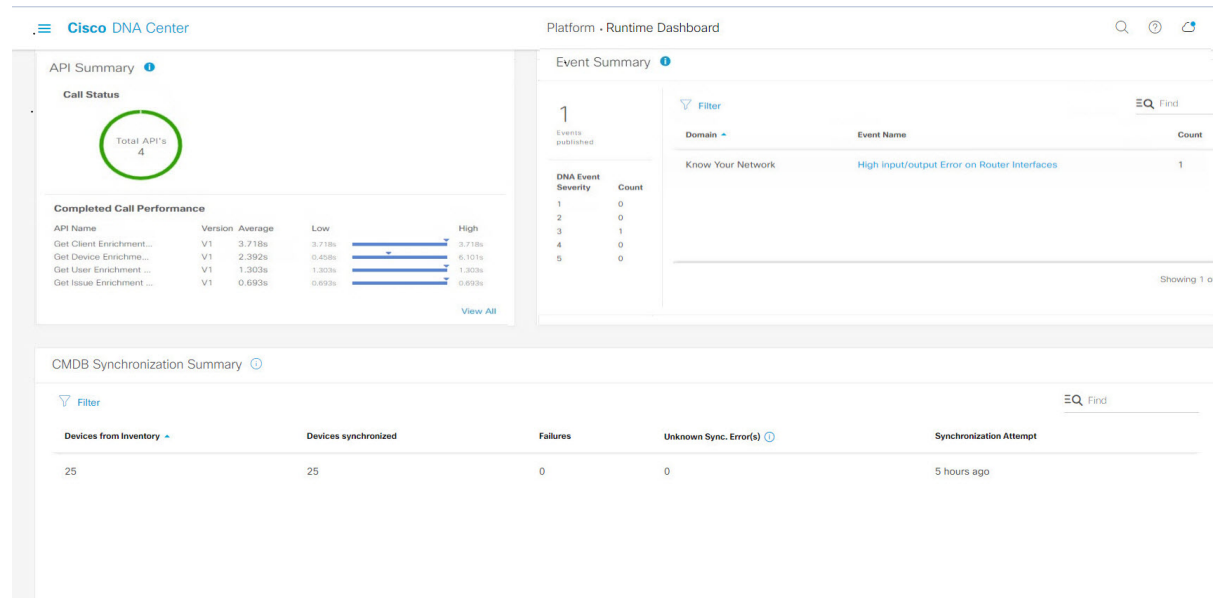 Cisco DNA Center
Platform • Runtime Dashboard
API Summary
Call Status
Total API's
4
Completed Call Performance
API Name Version Average Low High
Get Client Enrichment... V1 3.718s 3.718s 3.718s
Get Device Enrichme... V1 2.392s 0.458s 6.101s
Get User Enrichment ... V1 1.303s 1.303s 1.303s
Get Issue Enrichment ... V1 0.693s 0.693s 0.693s
View All
Event Summary
1
Events
published
DNA Event
Severity Count
1 0
2 0
3 1
4 0
5 0
Filter
Find
Domain Event Name Count
Know Your Network High input/output Error on Router Interfaces 1
Showing 1 o
CMDB Synchronization Summary
Filter
Find
Devices from Inventory Devices synchronized Failures Unknown Sync. Error(s) Synchronization Attempt
25 25 0 0 5 hours ago